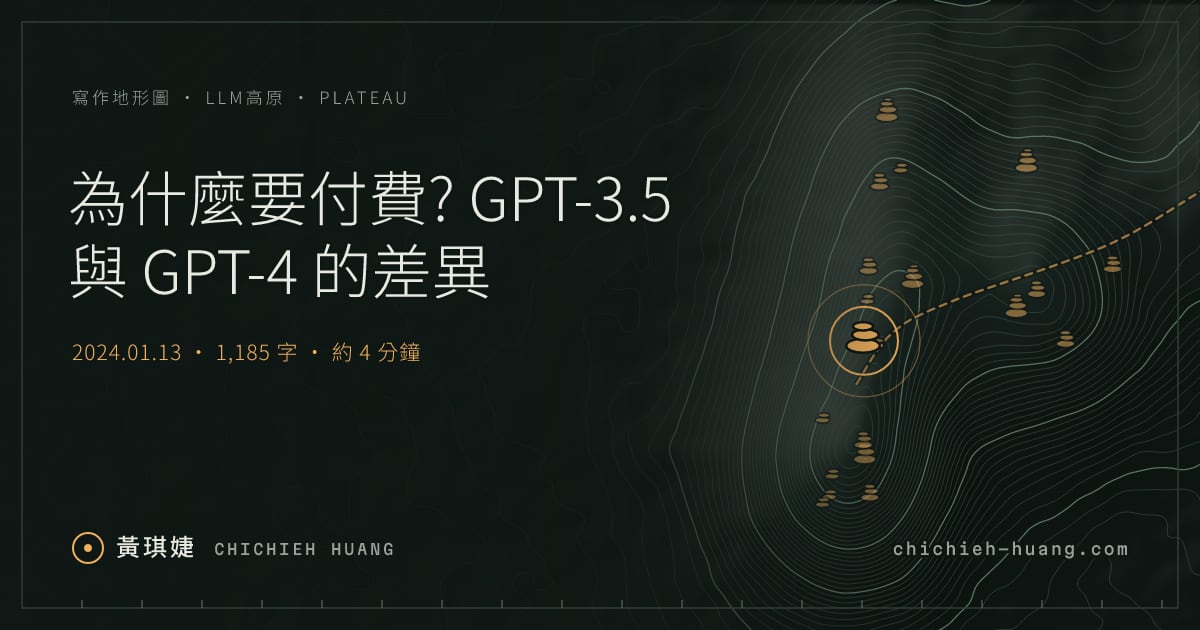 寫作地形圖 · LLM高原 · PLATEAU
為什麼要付費? GPT-3.5
與 GPT-4 的差異
2024.01.13 · 1,185 字 · 約 4 分鐘
黃琪婕 CHICHIEH HUANG
chichieh-huang.com